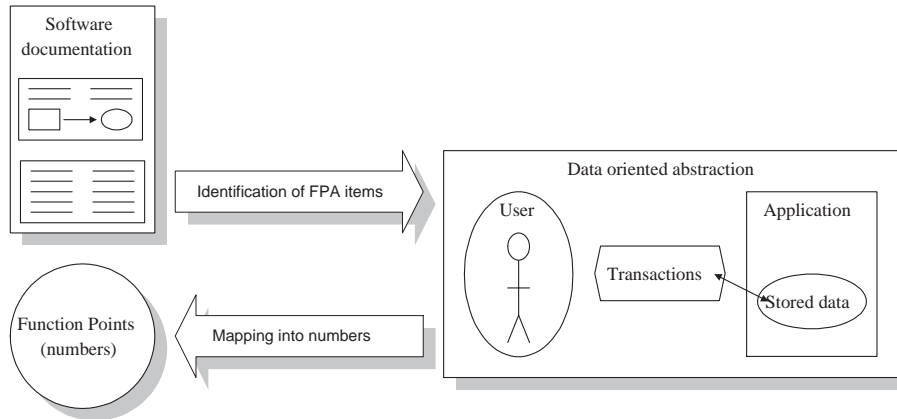 Software
documentation
Identification of FPA items
Data oriented abstraction
User
Application
Transactions
Stored data
Function Points
(numbers)
Mapping into numbers